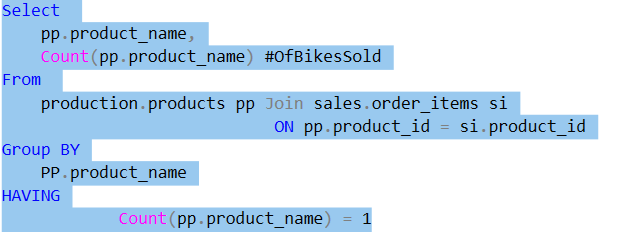 Select
pp.product_name,
Count(pp.product_name) #OfBikesSold
From
production.products pp Join sales.order_items si
ON pp.product_id = si.product_id
Group BY
PP.product_name
HAVING
Count(pp.product_name) = 1